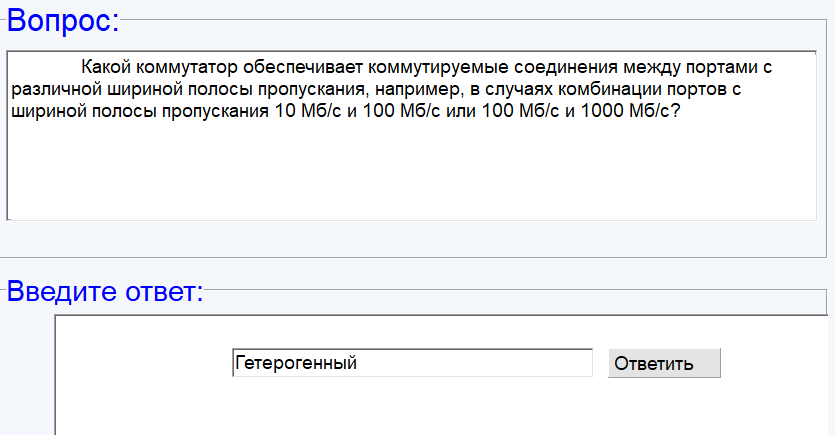 Вопрос:
Какой коммутатор обеспечивает коммутируемые соединения между портами с
различной шириной полосы пропускания, например, в случаях комбинации портов с
шириной полосы пропускания 10 Мб/с и 100 Мб/с или 100 Мб/с и 1000 Мб/с?
Введите ответ:
Гетерогенный
Ответить